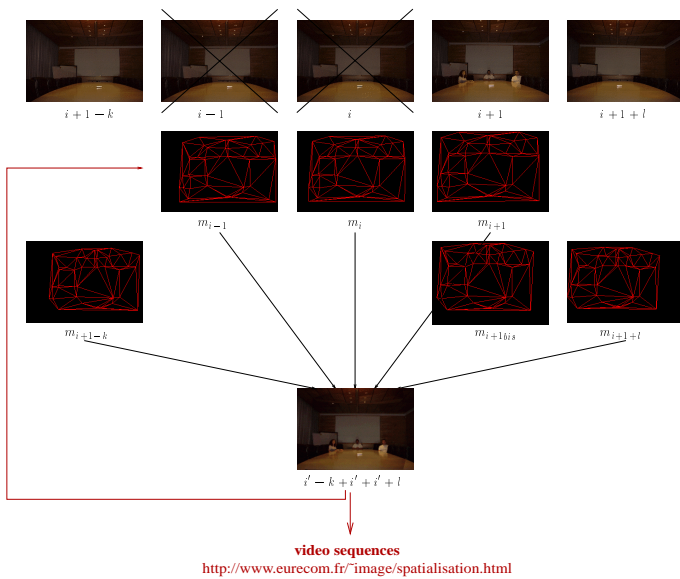 i + 1 − k
i − 1
i
i + 1
i + 1 + l
m_{i−1}
m_i
m_{i+1}
m_{i+1−k}
m_{i+1bis}
m_{i+1+l}
i′ − k + i′ + i′ + l
video sequences
http://www.eurecom.fr/~image/spatialisation.html